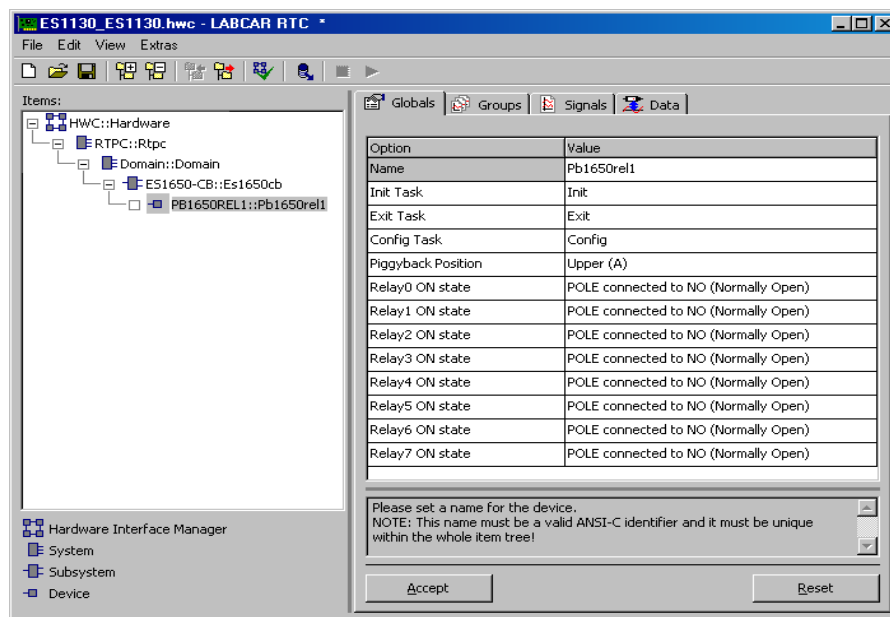 ES1130_ES1130.hwc - LABCAR RTC *
File Edit View Extras
Items:
HWC::Hardware
RTPC::Rtpc
Domain::Domain
ES1650-CB::Es1650cb
PB1650REL1::Pb1650rel1
Hardware Interface Manager
System
Subsystem
Device
Globals Groups Signals Data
Option Value
Name Pb1650rel1
Init Task Init
Exit Task Exit
Config Task Config
Piggyback Position Upper (A)
Relay0 ON state POLE connected to NO (Normally Open)
Relay1 ON state POLE connected to NO (Normally Open)
Relay2 ON state POLE connected to NO (Normally Open)
Relay3 ON state POLE connected to NO (Normally Open)
Relay4 ON state POLE connected to NO (Normally Open)
Relay5 ON state POLE connected to NO (Normally Open)
Relay6 ON state POLE connected to NO (Normally Open)
Relay7 ON state POLE connected to NO (Normally Open)
Please set a name for the device.
NOTE: This name must be a valid ANSI-C identifier and it must be unique
within the whole item tree!
Accept Reset